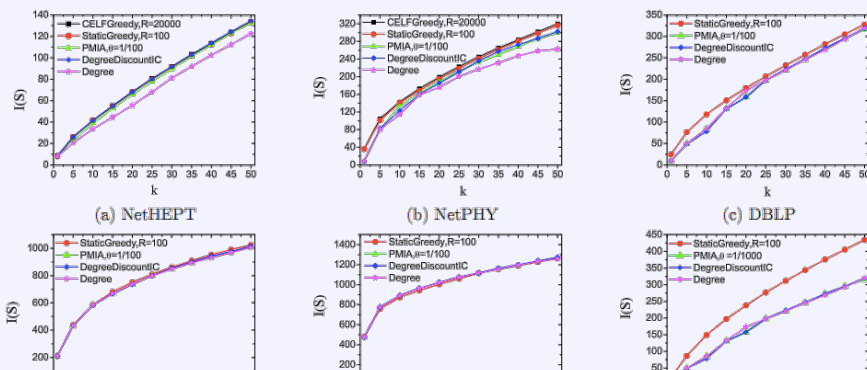 140
120
100
80
60
40
20
0
I(S)
CELFGreedy,R=20000
StaticGreedy,R=100
PMIA,θ=1/100
DegreeDiscountIC
Degree
0 5 10 15 20 25 30 35 40 45 50
k
(a) NetHEPT
320
280
240
200
160
120
80
40
0
I(S)
CELFGreedy,R=20000
StaticGreedy,R=100
PMIA,θ=1/100
DegreeDiscountIC
Degree
0 5 10 15 20 25 30 35 40 45 50
k
(b) NetPHY
350
300
250
200
150
100
50
0
I(S)
StaticGreedy,R=100
PMIA,θ=1/100
DegreeDiscountIC
Degree
0 5 10 15 20 25 30 35 40 45 50
k
(c) DBLP
1000
800
600
400
200
I(S)
StaticGreedy,R=100
PMIA,θ=1/100
DegreeDiscountIC
Degree
1400
1200
1000
800
600
400
200
I(S)
StaticGreedy,R=100
PMIA,θ=1/100
DegreeDiscountIC
Degree
450
400
350
300
250
200
150
100
50
I(S)
StaticGreedy,R=100
PMIA,θ=1/1000
DegreeDiscountIC
Degree